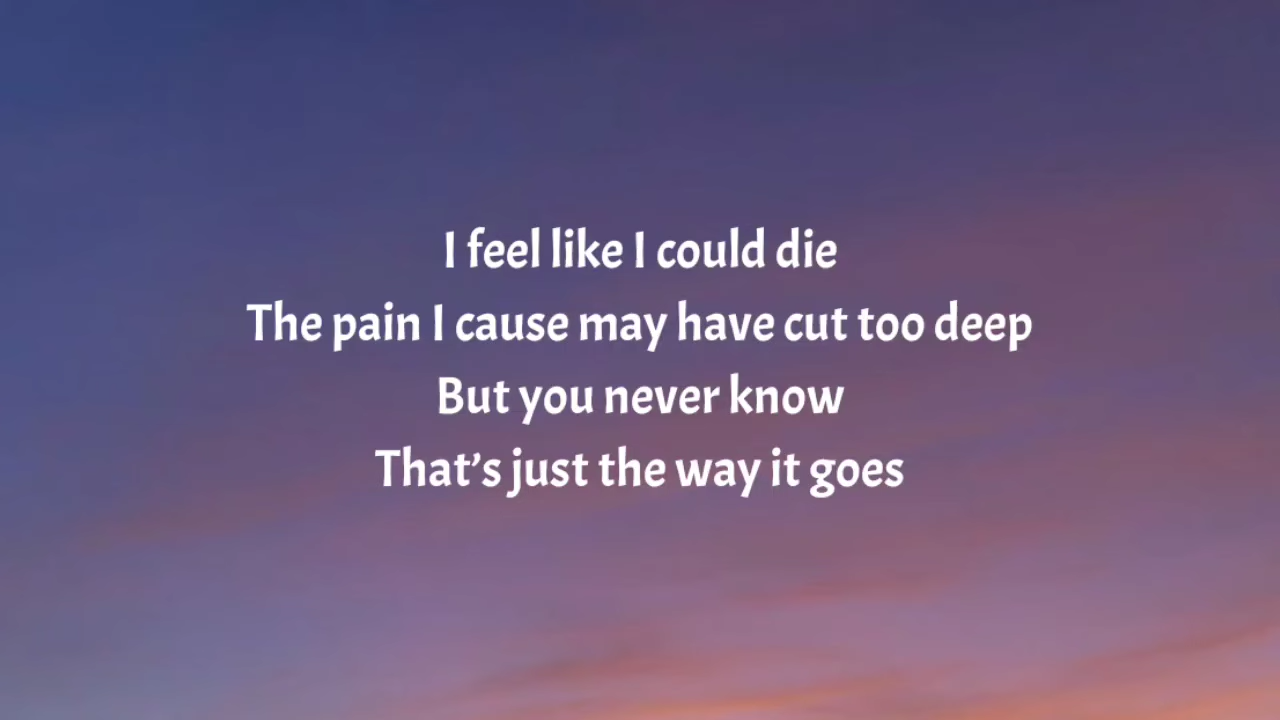 I feel like I could die
The pain I cause may have cut too deep
But you never know
That’s just the way it goes